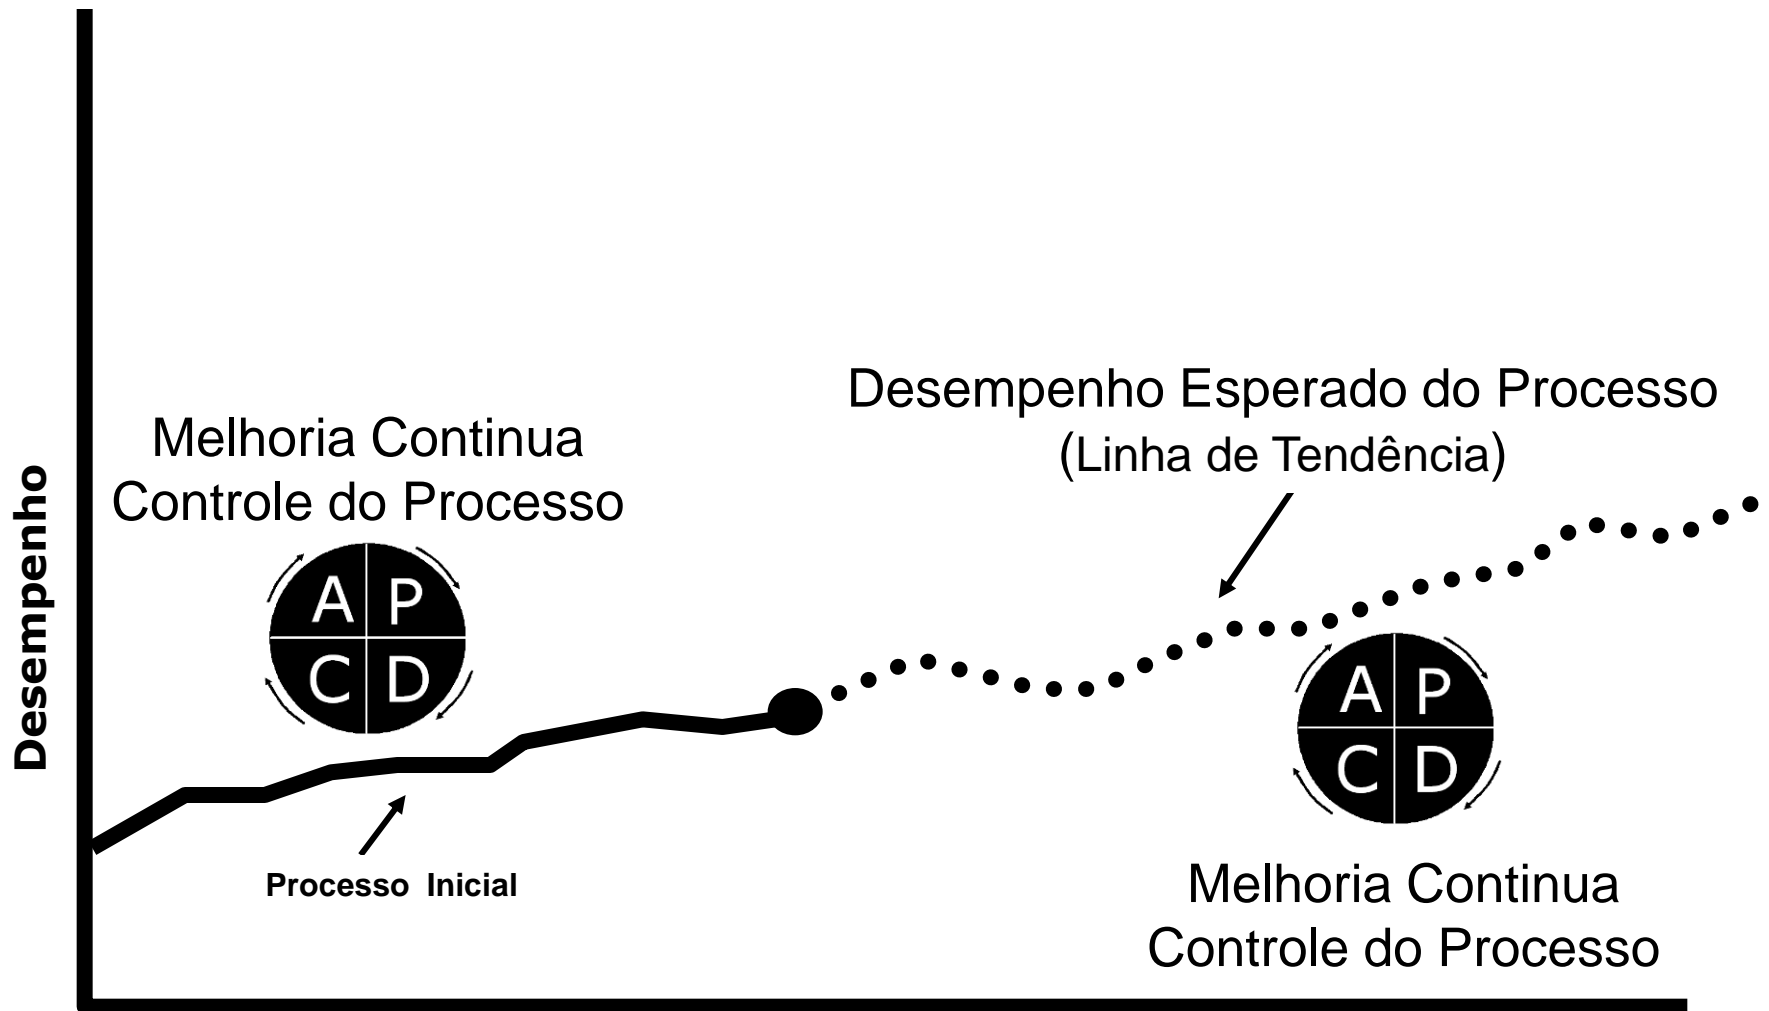 Desempenho
Melhoria Continua
Controle do Processo
A P
C D
Processo Inicial
Desempenho Esperado do Processo
(Linha de Tendência)
A P
C D
Melhoria Continua
Controle do Processo